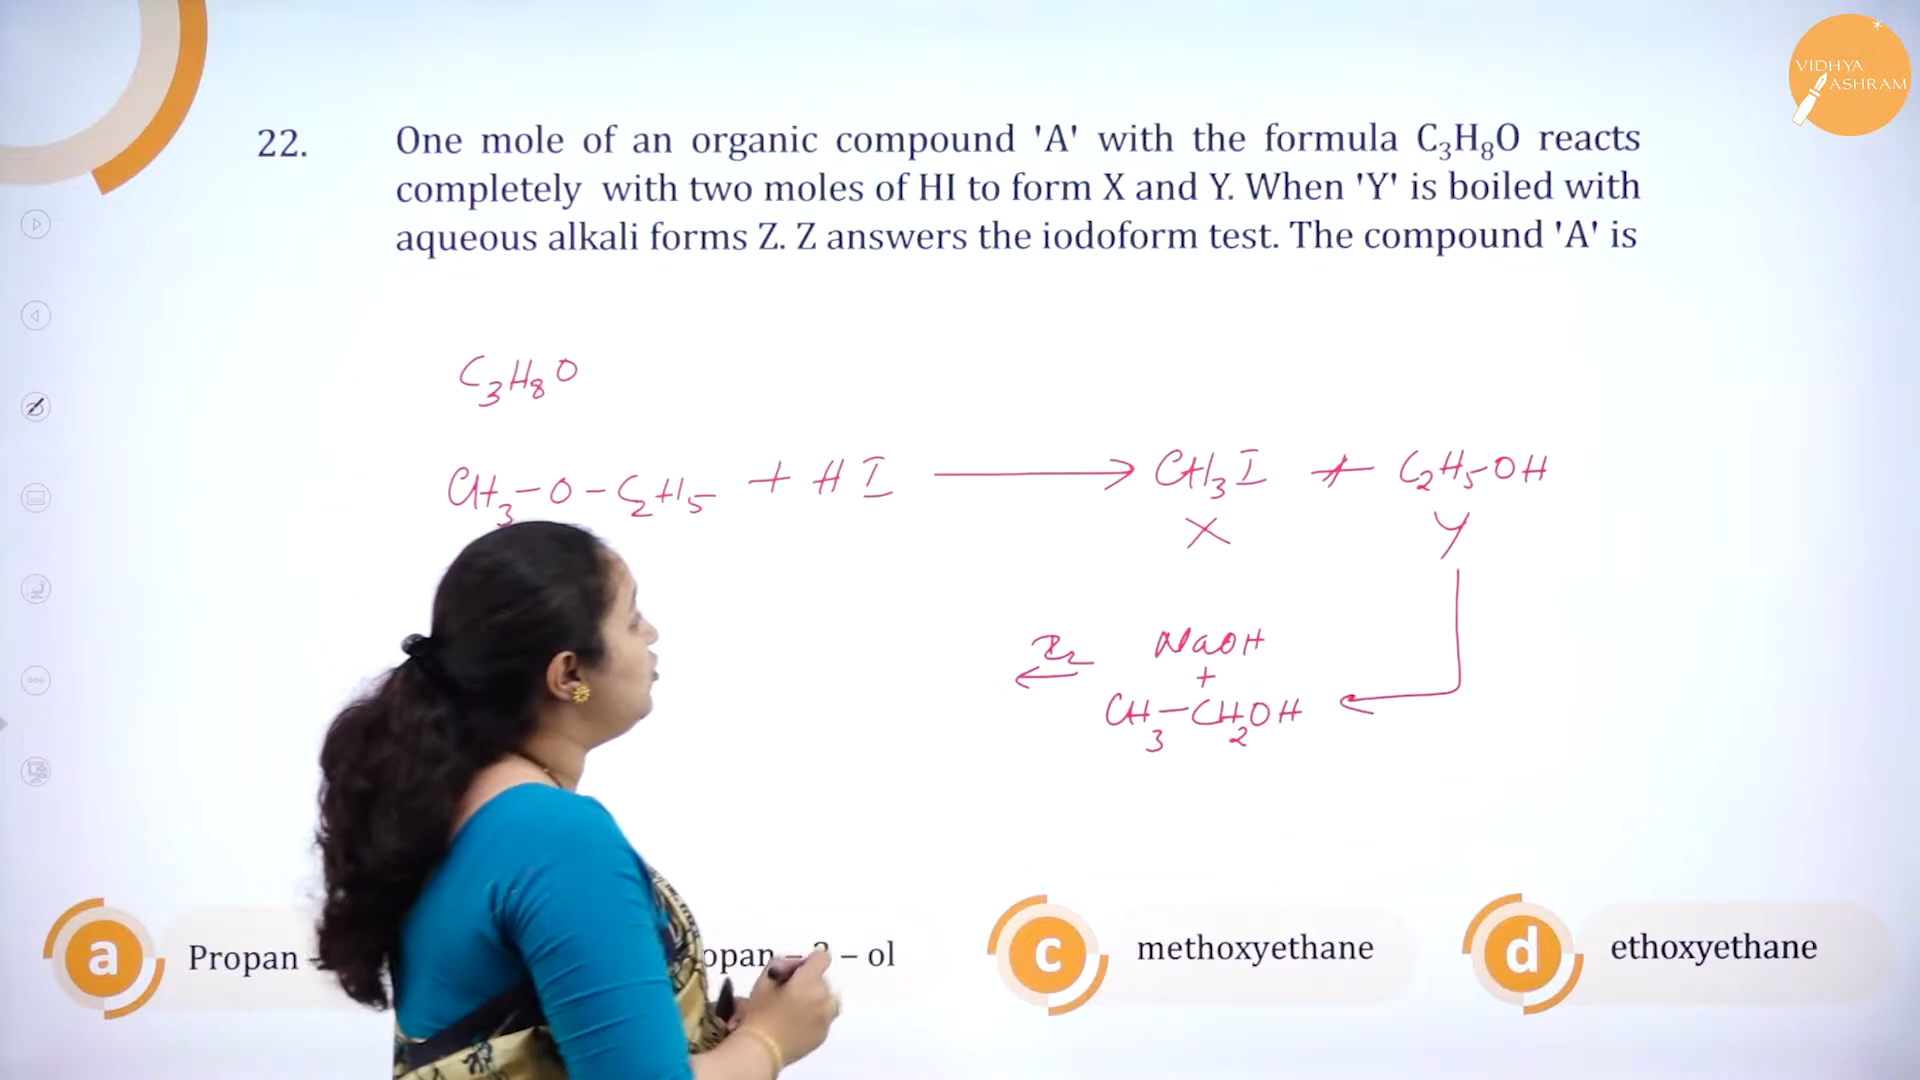 VIDHYA
ASHRAM
22. One mole of an organic compound 'A' with the formula C₃H₈O reacts
completely with two moles of HI to form X and Y. When 'Y' is boiled with
aqueous alkali forms Z. Z answers the iodoform test. The compound 'A' is
C₃H₈O
CH₃-O-C₂H₅ + HI ⟶ CH₃I + C₂H₅-OH
X Y
I₂ NaOH
+
CH₃-CH₂OH
a Propan –
opan – – ol
c methoxyethane
d ethoxyethane